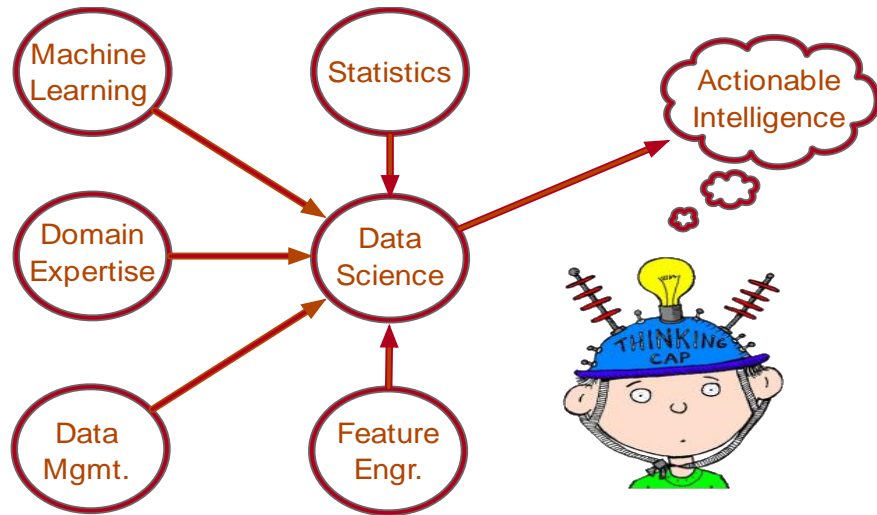 Machine
Learning
Statistics
Actionable
Intelligence
Domain
Expertise
Data
Science
THINKING
CAP
Data
Mgmt.
Feature
Engr.